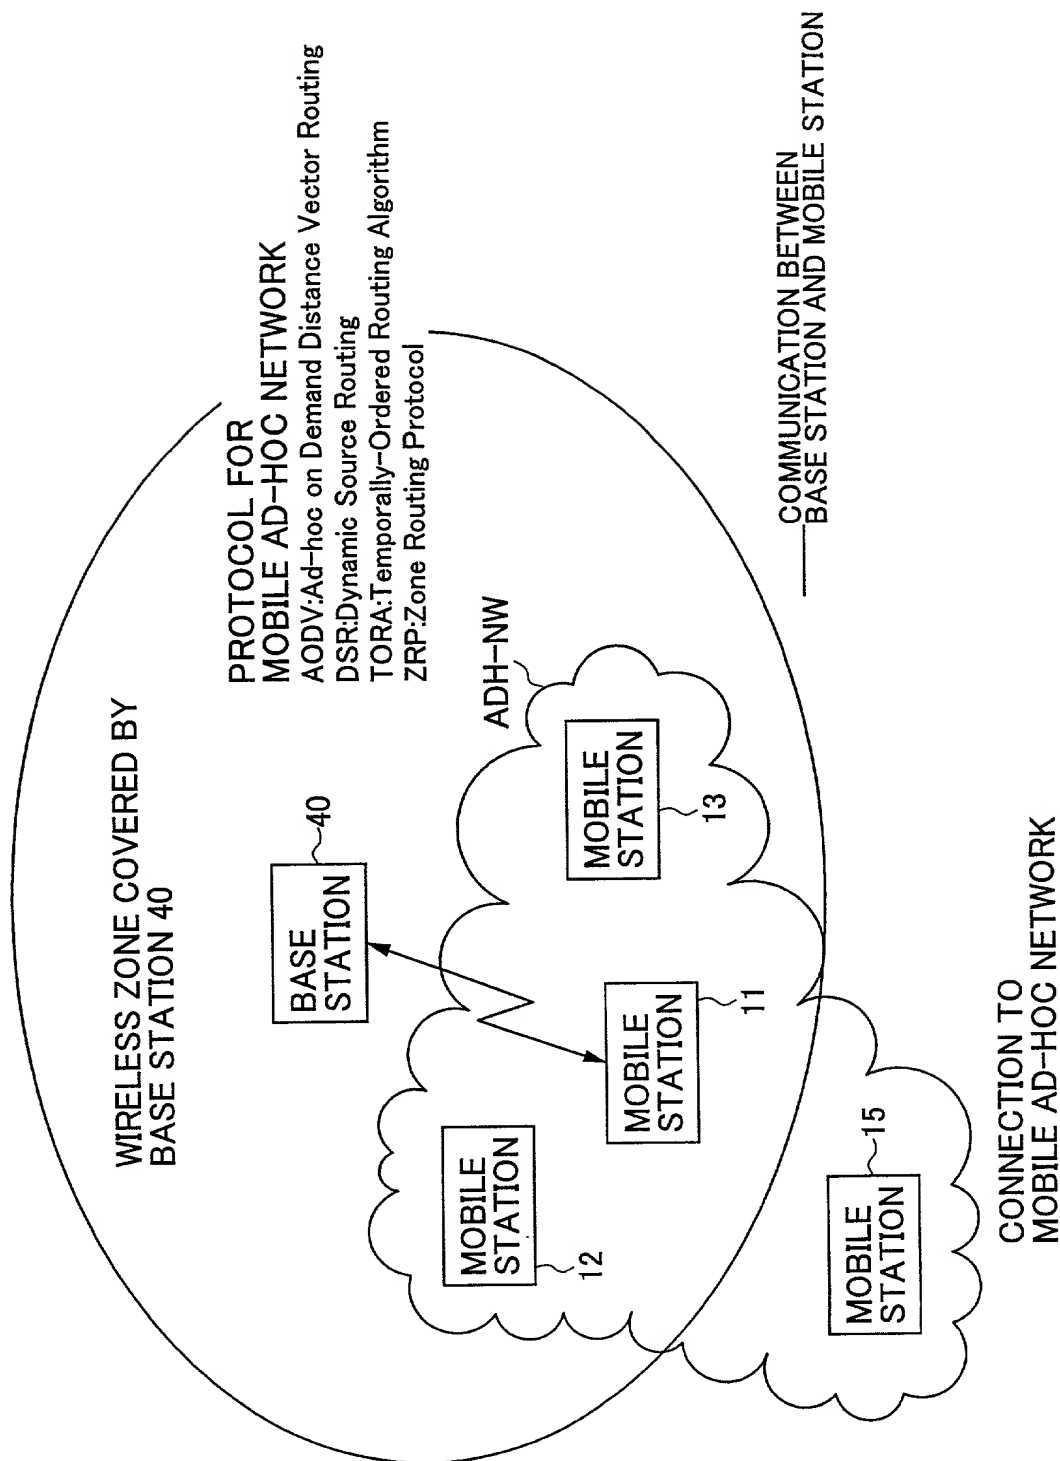 WIRELESS ZONE COVERED BY
BASE STATION 40
PROTOCOL FOR
MOBILE AD-HOC NETWORK
AODV:Ad-hoc on Demand Distance Vector Routing
DSR:Dynamic Source Routing
TORA:Temporally-Ordered Routing Algorithm
ZRP:Zone Routing Protocol
BASE
STATION
40
ADH-NW
MOBILE
STATION
12
MOBILE
STATION
11
MOBILE
STATION
13
MOBILE
STATION
15
COMMUNICATION BETWEEN
BASE STATION AND MOBILE STATION
CONNECTION TO
MOBILE AD-HOC NETWORK